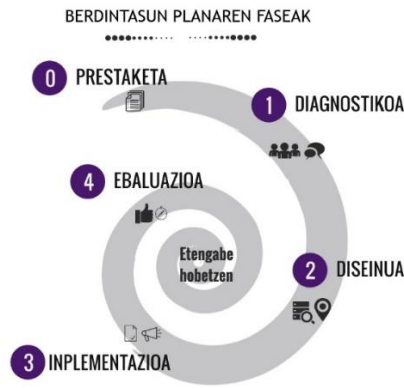 BERDINTASUN PLANAREN FASEAK
0 PRESTAKETA
1 DIAGNOSTIKOA
4 EBALUAZIOA
Etengabe
hobetzen
2 DISEINUA
3 INPLEMENTAZIOA